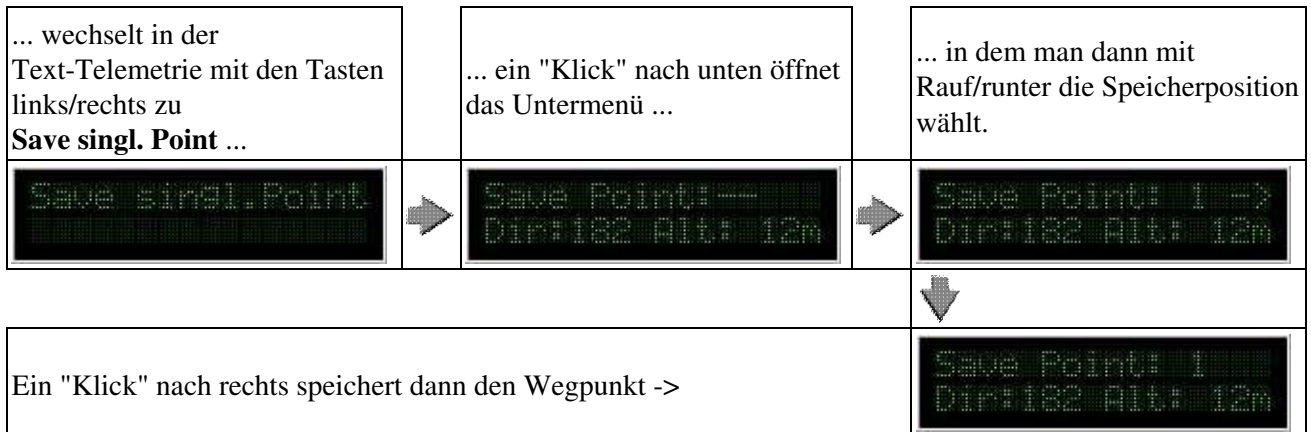 ... wechselt in der
Text-Telemetrie mit den Tasten
links/rechts zu
Save singl. Point ...
... ein "Klick" nach unten öffnet
das Untermenü ...
... in dem man dann mit
Rauf/runter die Speicherposition
wählt.
Save singl.Point
Save Point:--
Dir:182 Alt: 12m
Save Point: 1 ->
Dir:182 Alt: 12m
Ein "Klick" nach rechts speichert dann den Wegpunkt ->
Save Point: 1
Dir:182 Alt: 12m